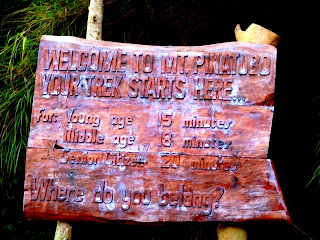 WELCOME TO MT. PINATUBO
YOUR TREK STARTS HERE...
For: Young age 15 minutes
Middle age 18 minutes
Senior Citizen 20 minutes
Where do you belong?